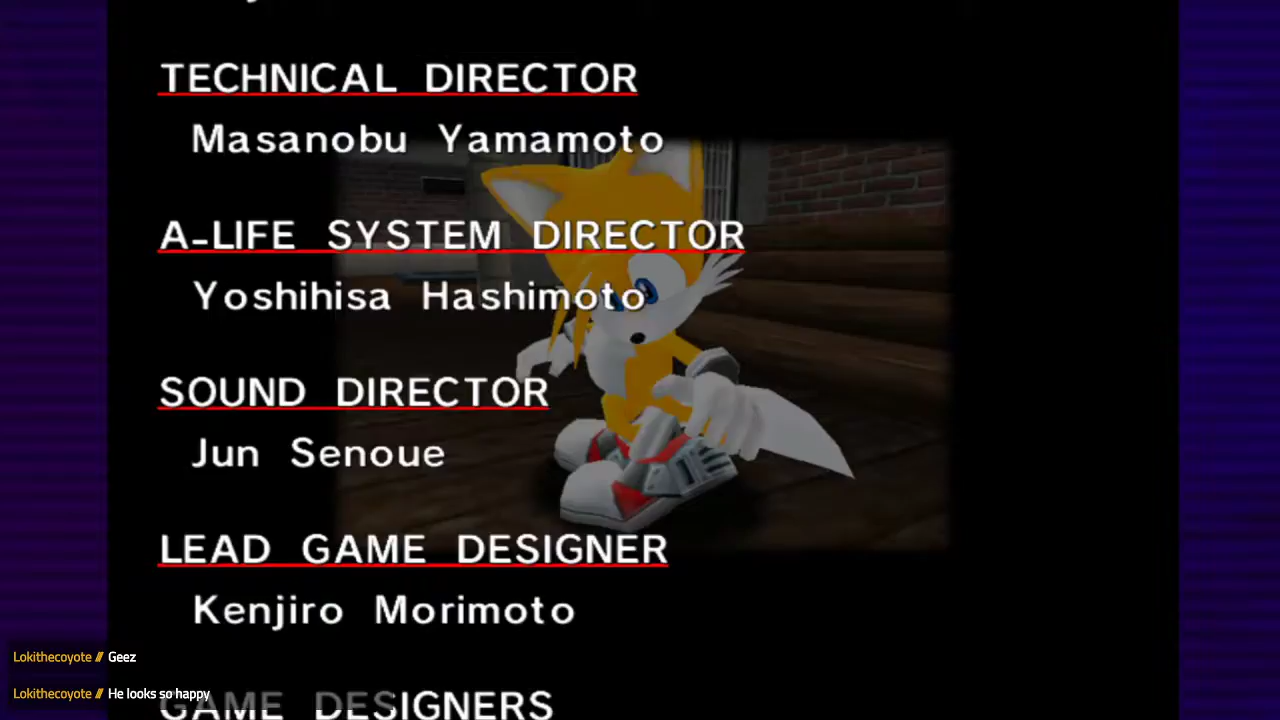 TECHNICAL DIRECTOR
Masanobu Yamamoto
A-LIFE SYSTEM DIRECTOR
Yoshihisa Hashimoto
SOUND DIRECTOR
Jun Senoue
LEAD GAME DESIGNER
Kenjiro Morimoto
Lokithecoyote // Geez
Lokithecoyote // He looks so happy
GAME DESIGNERS